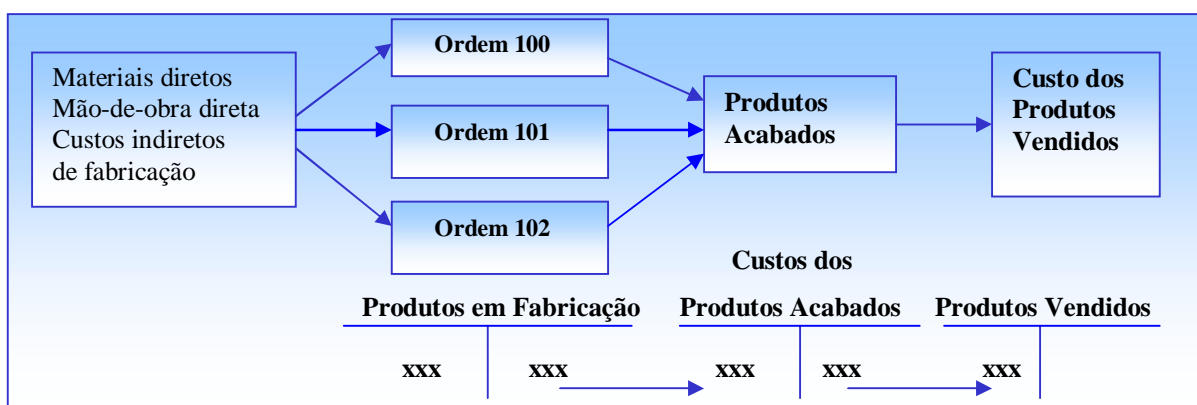 Materiais diretos
Mão-de-obra direta
Custos indiretos
de fabricação
Ordem 100
Ordem 101
Ordem 102
Produtos
Acabados
Custo dos
Produtos
Vendidos
Custos dos
Produtos em Fabricação Produtos Acabados Produtos Vendidos
xxx xxx xxx xxx xxx